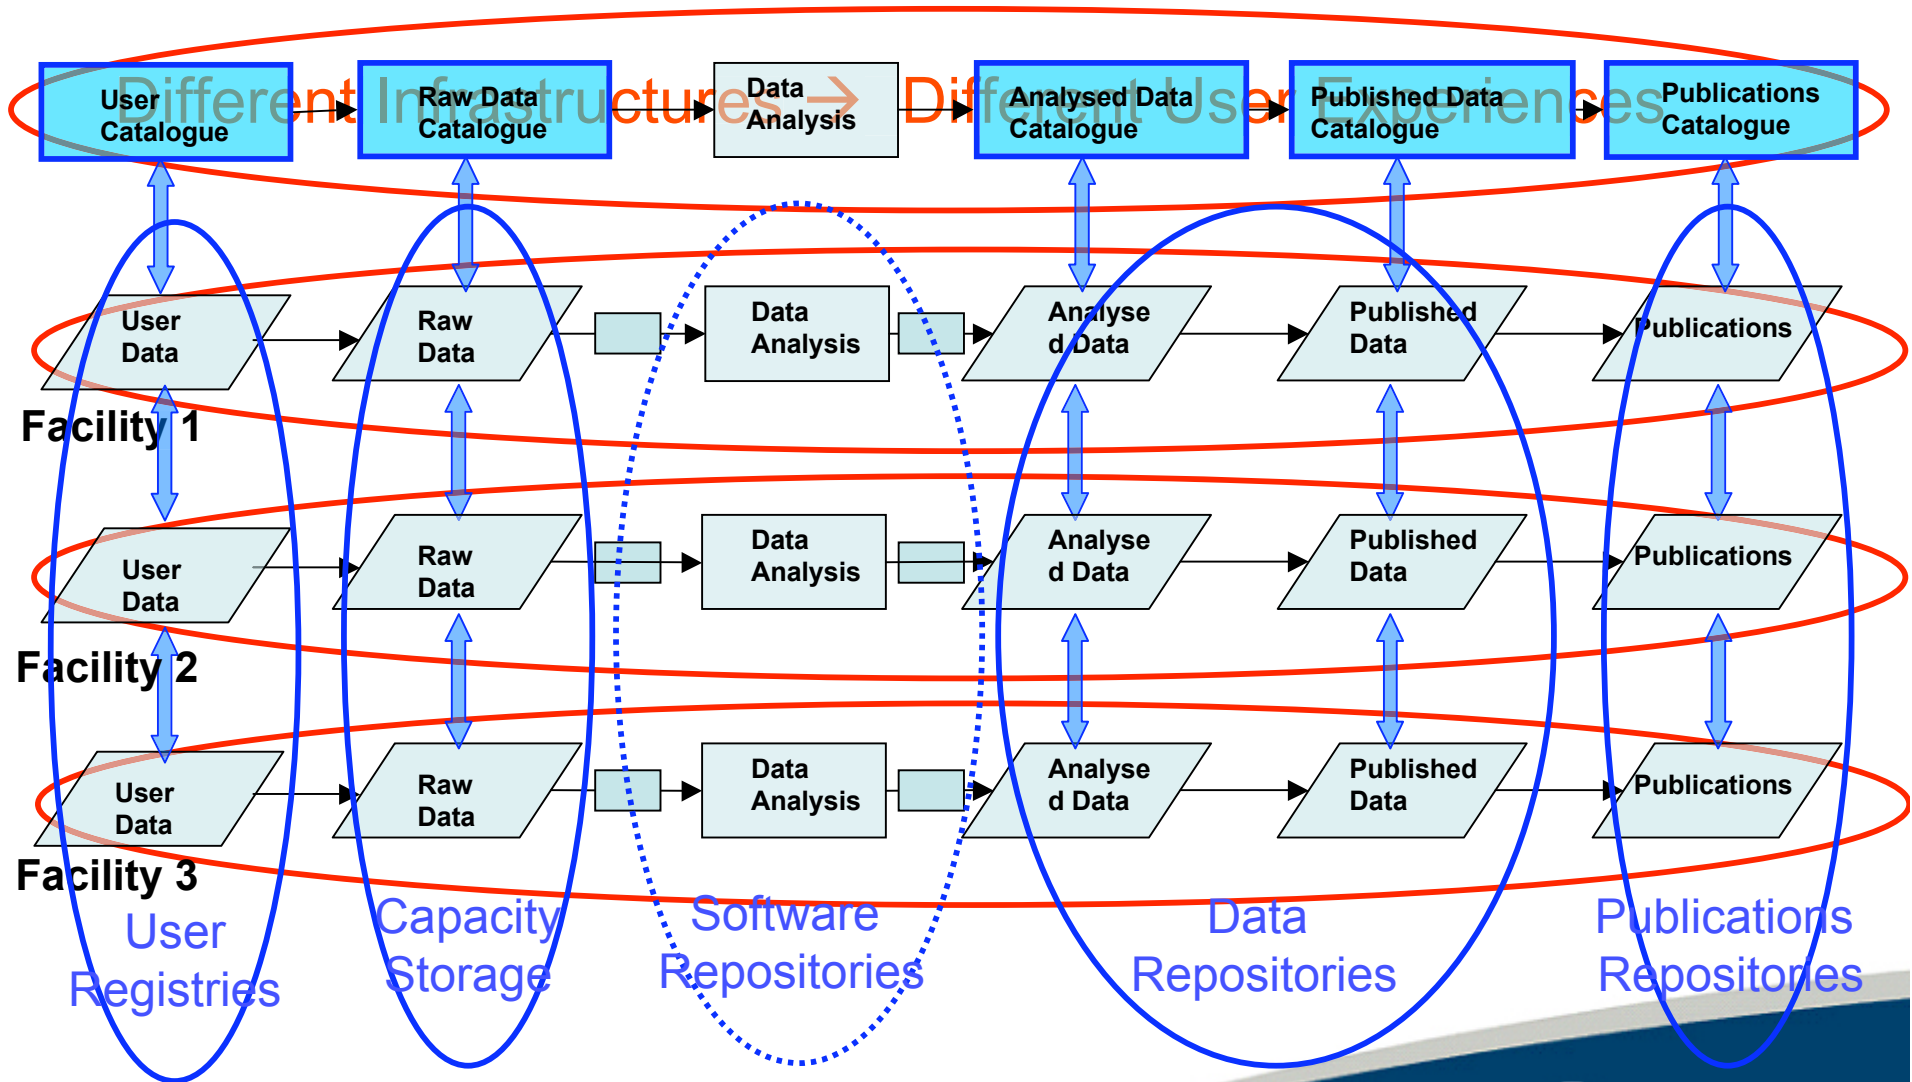 Different Infrastructures → Different User Experiences
User
Catalogue
Raw Data
Catalogue
Data
Analysis
Analysed Data
Catalogue
Published Data
Catalogue
Publications
Catalogue
User
Data
Raw
Data
Data
Analysis
Analyse
d Data
Published
Data
Publications
Facility 1
User
Data
Raw
Data
Data
Analysis
Analyse
d Data
Published
Data
Publications
Facility 2
User
Data
Raw
Data
Data
Analysis
Analyse
d Data
Published
Data
Publications
Facility 3
User
Registries
Capacity
Storage
Software
Repositories
Data
Repositories
Publications
Repositories